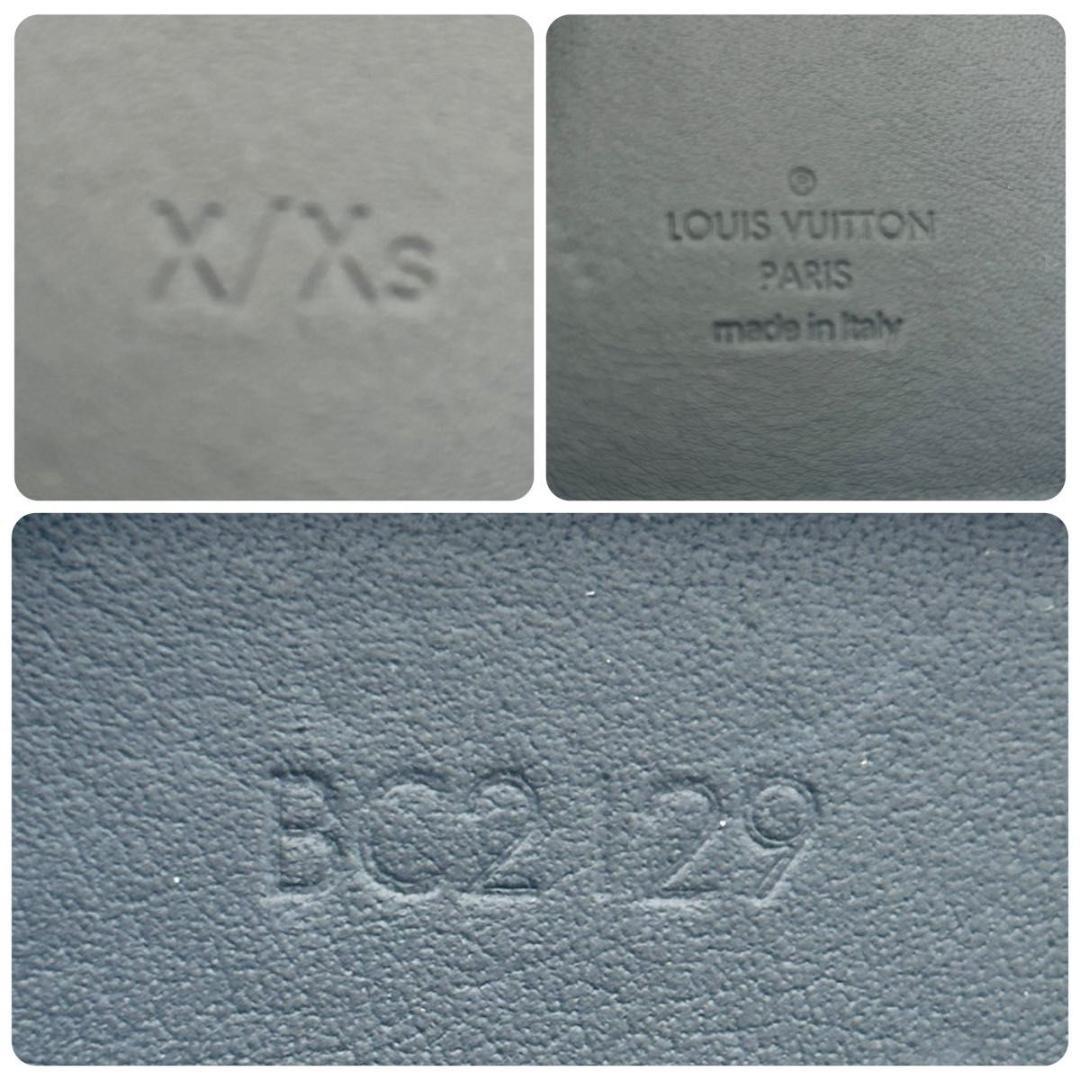 X/Xs
®
LOUIS VUITTON
PARIS
made in Italy
BC2129